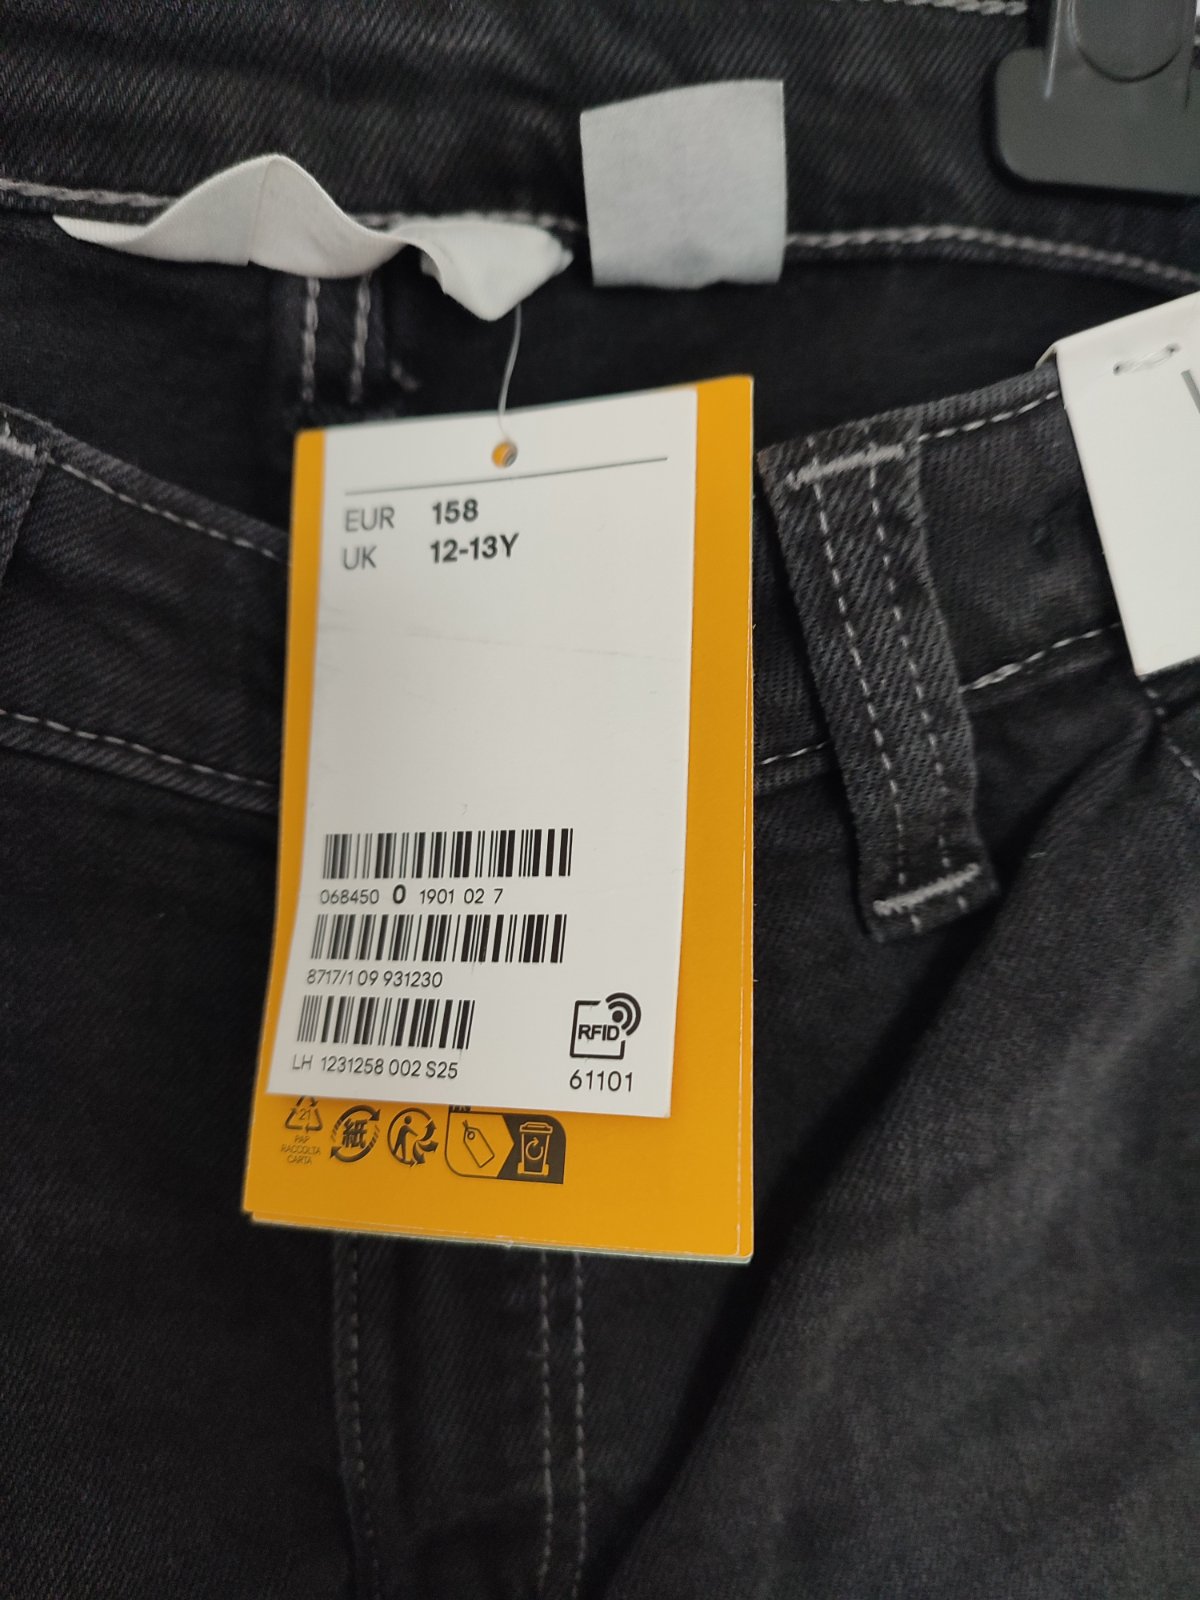 EUR 158
UK 12-13Y
068450 0 1901 02 7
8717/1 09 931230
LH 1231258 002 S25
RFID
61101
21
PAP
RACCOLTA
CARTA
紙